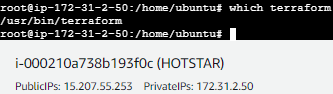 root@ip-172-31-2-50:/home/ubuntu# which terraform
/usr/bin/terraform
root@ip-172-31-2-50:/home/ubuntu#
i-000210a738b193f0c (HOTSTAR)
PublicIPs: 15.207.55.253 PrivateIPs: 172.31.2.50